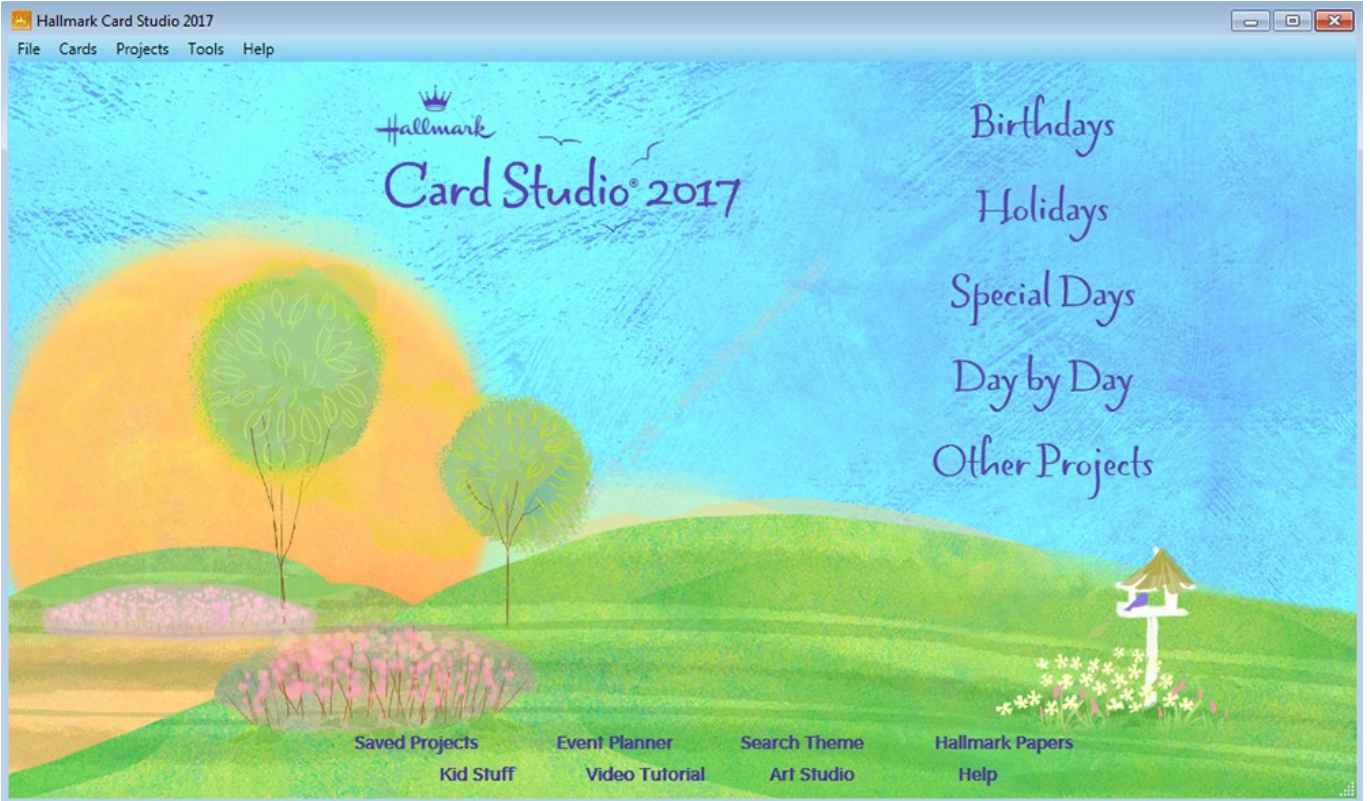 Hallmark Card Studio 2017
File Cards Projects Tools Help
Hallmark
Card Studio® 2017
Birthdays
Holidays
Special Days
Day by Day
Other Projects
Saved Projects Event Planner Search Theme Hallmark Papers
Kid Stuff Video Tutorial Art Studio Help